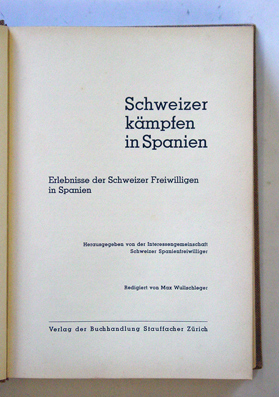 Schweizer
kämpfen
in Spanien
Erlebnisse der Schweizer Freiwilligen
in Spanien
Herausgegeben von der Interessengemeinschaft
Schweizer Spanienfreiwilliger
Redigiert von Max Wullschleger
Verlag der Buchhandlung Stauffacher Zürich